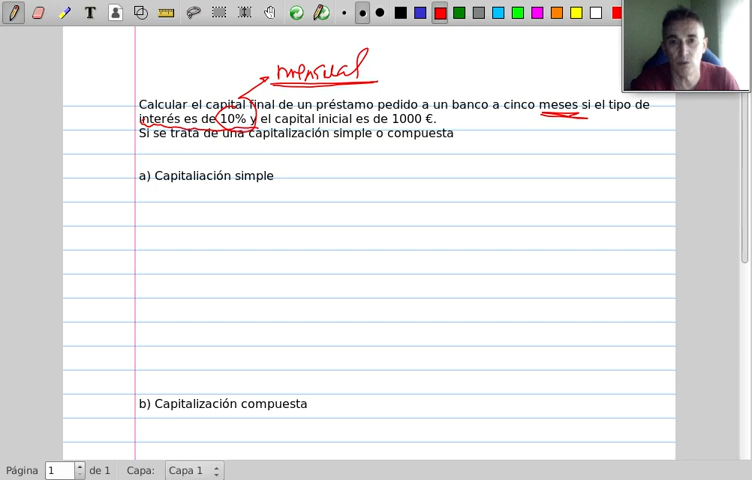 T
mensual
Calcular el capital final de un préstamo pedido a un banco a cinco meses si el tipo de
interés es de 10% y el capital inicial es de 1000 €.
Si se trata de una capitalización simple o compuesta
a) Capitaliación simple
b) Capitalización compuesta
Página 1 de 1 Capa: Capa 1